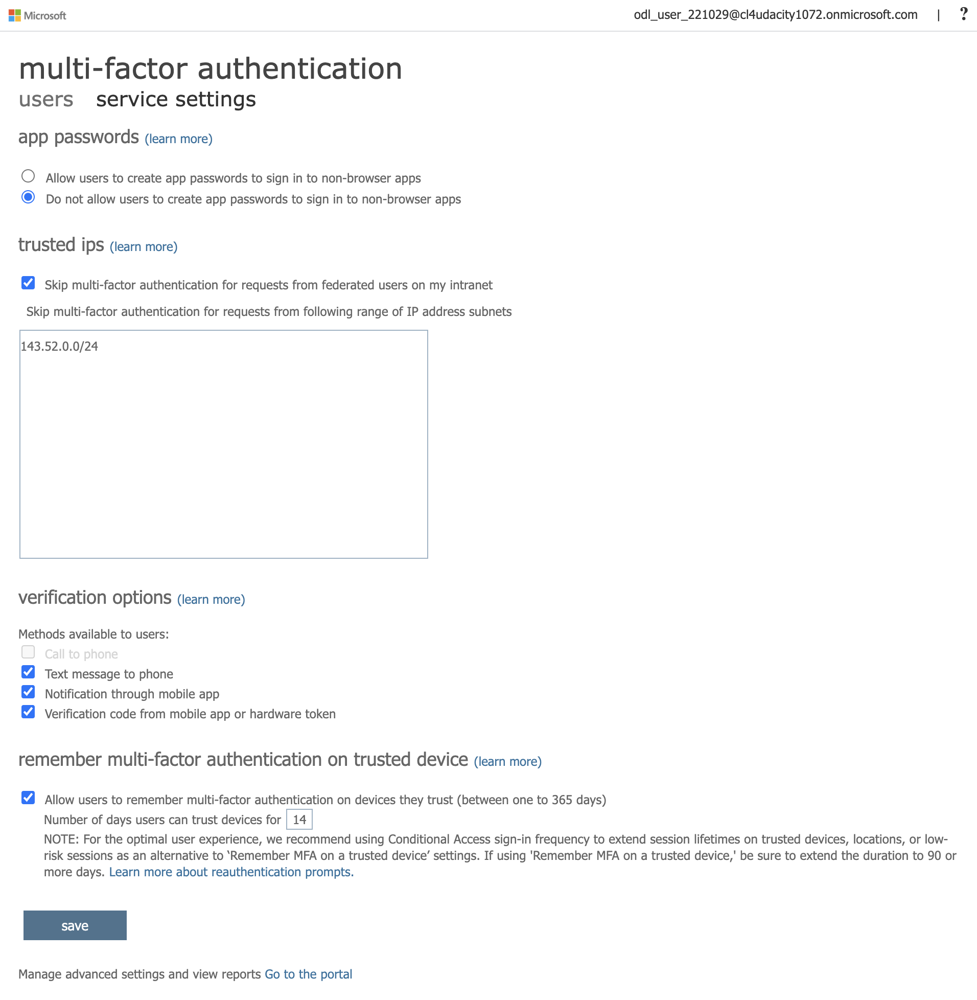 Microsoft
odl_user_221029@cl4udacity1072.onmicrosoft.com | ?
multi-factor authentication
users service settings
app passwords (learn more)
Allow users to create app passwords to sign in to non-browser apps
Do not allow users to create app passwords to sign in to non-browser apps
trusted ips (learn more)
Skip multi-factor authentication for requests from federated users on my intranet
Skip multi-factor authentication for requests from following range of IP address subnets
143.52.0.0/24
verification options (learn more)
Methods available to users:
Call to phone
Text message to phone
Notification through mobile app
Verification code from mobile app or hardware token
remember multi-factor authentication on trusted device (learn more)
Allow users to remember multi-factor authentication on devices they trust (between one to 365 days)
Number of days users can trust devices for 14
NOTE: For the optimal user experience, we recommend using Conditional Access sign-in frequency to extend session lifetimes on trusted devices, locations, or low-
risk sessions as an alternative to ‘Remember MFA on a trusted device’ settings. If using 'Remember MFA on a trusted device,' be sure to extend the duration to 90 or
more days. Learn more about reauthentication prompts.
save
Manage advanced settings and view reports Go to the portal